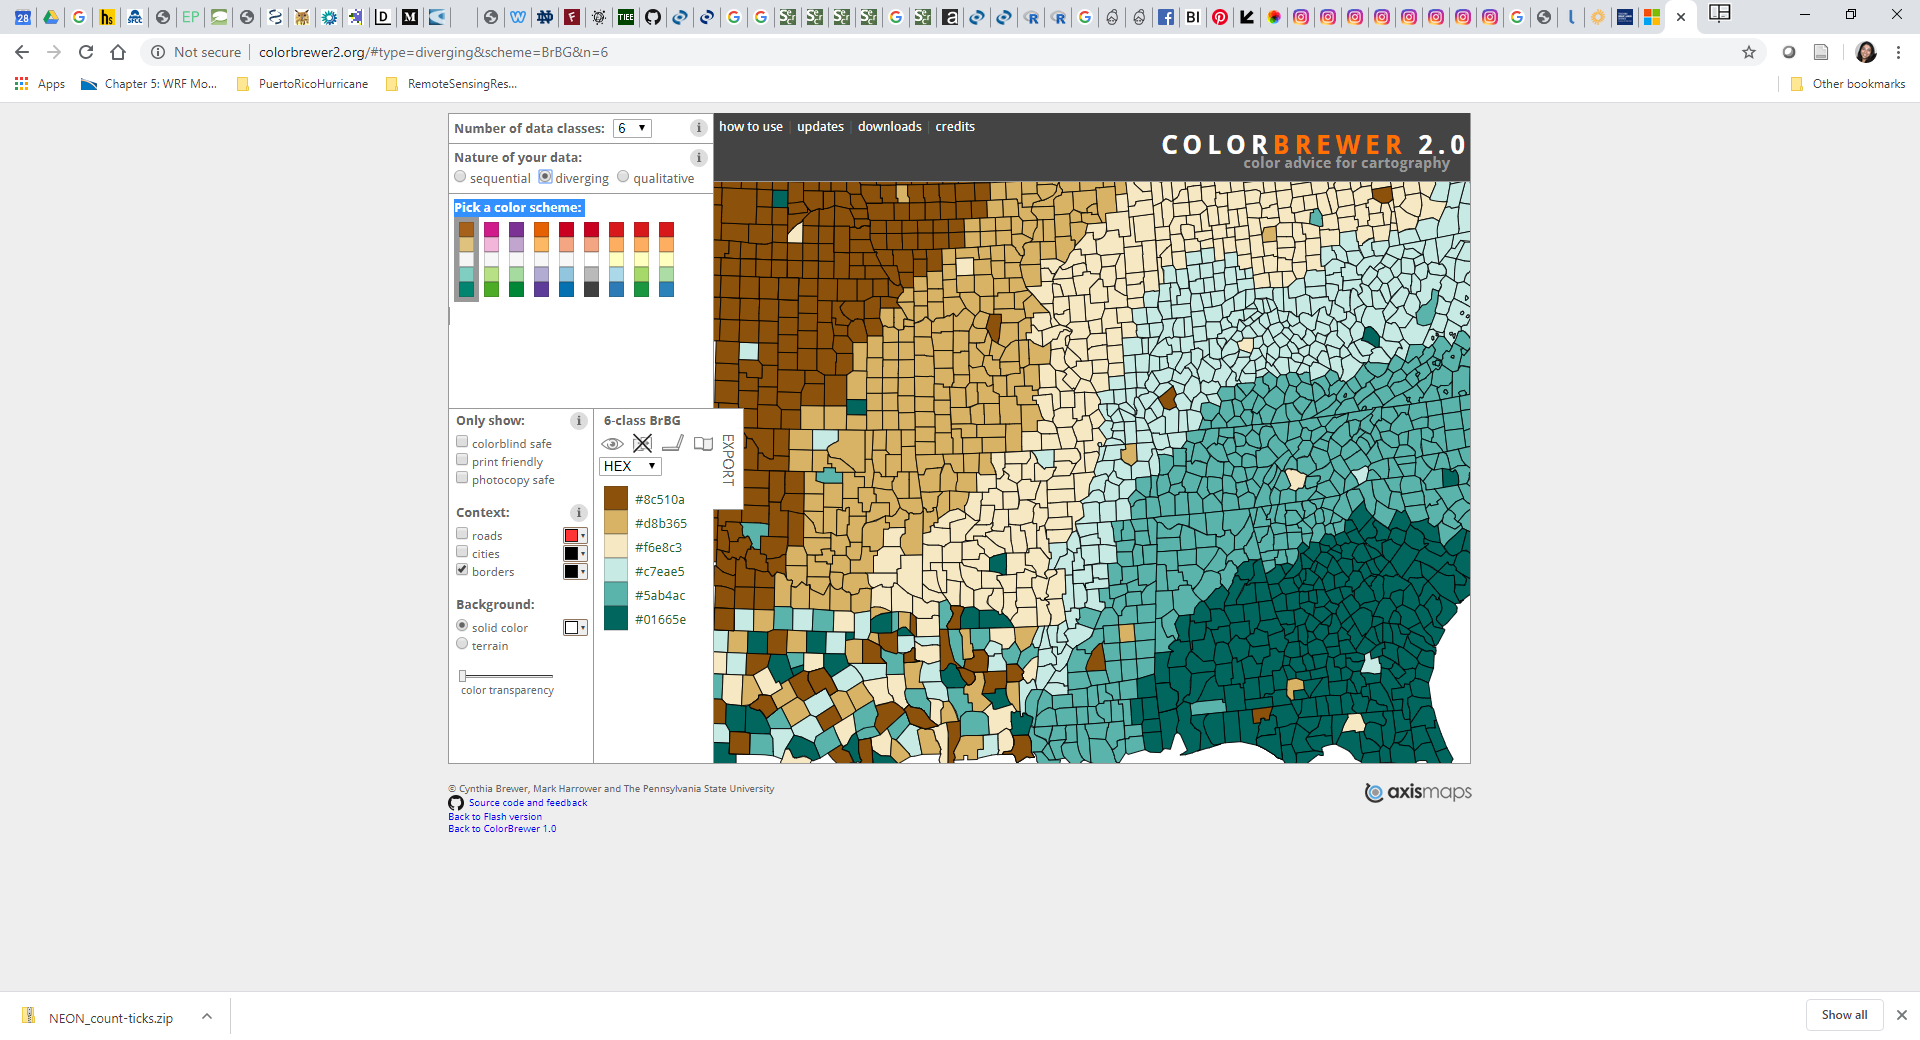 Not secure
colorbrewer2.org/#type=diverging&scheme=BrBG&n=6
Apps
Chapter 5: WRF Mo...
PuertoRicoHurricane
RemoteSensingRes...
Other bookmarks
Number of data classes: 6
how to use | updates | downloads | credits
COLORBREWER 2.0
color advice for cartography
Nature of your data:
sequential diverging qualitative
Pick a color scheme:
Only show:
colorblind safe
print friendly
photocopy safe
Context:
roads
cities
borders
Background:
solid color
terrain
color transparency
6-class BrBG
EXPORT
HEX
#8c510a
#d8b365
#f6e8c3
#c7eae5
#5ab4ac
#01665e
© Cynthia Brewer, Mark Harrower and The Pennsylvania State University
Source code and feedback
Back to Flash version
Back to ColorBrewer 1.0
axismaps
NEON_count-ticks.zip
Show all